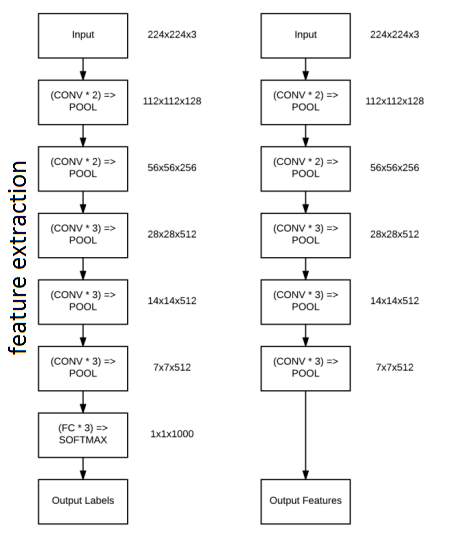 feature extraction
Input
224x224x3
(CONV * 2) =>
POOL
112x112x128
(CONV * 2) =>
POOL
56x56x256
(CONV * 3) =>
POOL
28x28x512
(CONV * 3) =>
POOL
14x14x512
(CONV * 3) =>
POOL
7x7x512
(FC * 3) =>
SOFTMAX
1x1x1000
Output Labels
Input
224x224x3
(CONV * 2) =>
POOL
112x112x128
(CONV * 2) =>
POOL
56x56x256
(CONV * 3) =>
POOL
28x28x512
(CONV * 3) =>
POOL
14x14x512
(CONV * 3) =>
POOL
7x7x512
Output Features